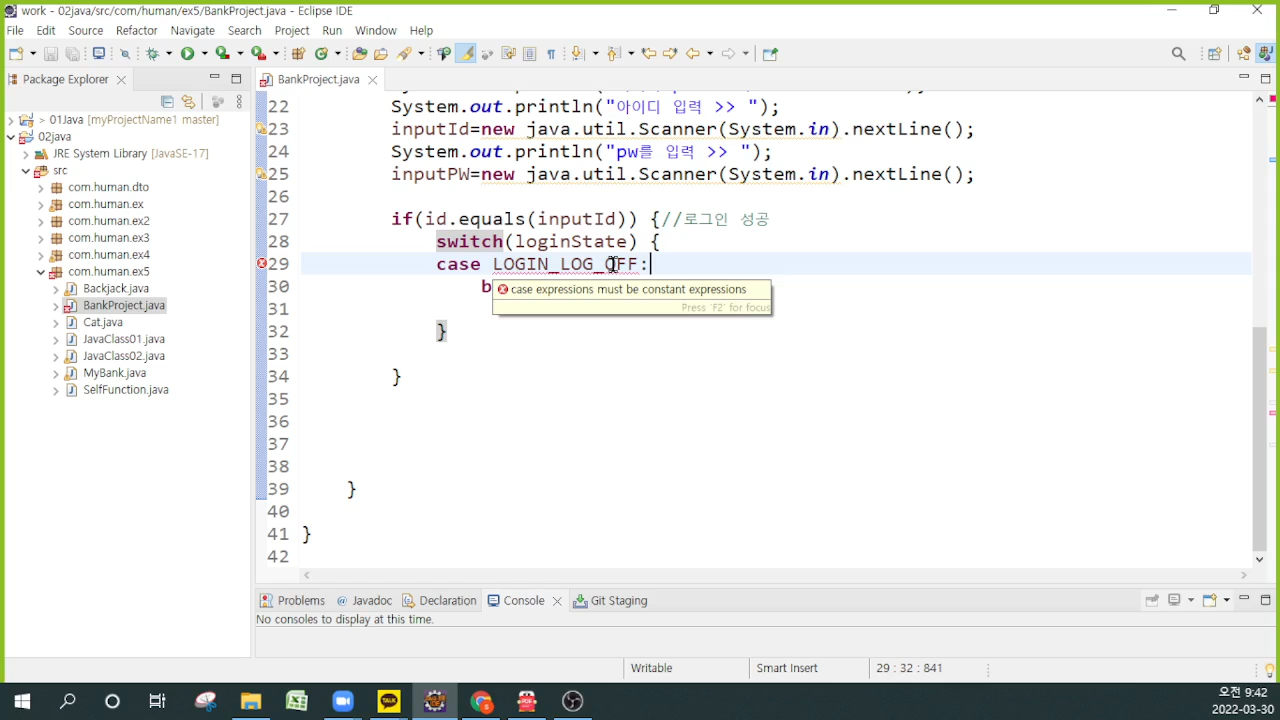 work - 02java/src/com/human/ex5/BankProject.java - Eclipse IDE
File Edit Source Refactor Navigate Search Project Run Window Help
Package Explorer
BankProject.java
> 01Java [myProjectName1 master]
02java
JRE System Library [JavaSE-17]
src
com.human.dto
com.human.ex
com.human.ex2
com.human.ex3
com.human.ex4
com.human.ex5
Backjack.java
BankProject.java
Cat.java
JavaClass01.java
JavaClass02.java
MyBank.java
SelfFunction.java
22 System.out.println("아이디 입력 >> ");
23 inputId=new java.util.Scanner(System.in).nextLine();
24 System.out.println("pw를 입력 >> ");
25 inputPW=new java.util.Scanner(System.in).nextLine();
26
27 if(id.equals(inputId)) {//로그인 성공
28 switch(loginState) {
29 case LOGIN_LOG_OFF:
30 b
case expressions must be constant expressions
Press 'F2' for focus
31
32 }
33
34 }
35
36
37
38
39 }
40
41 }
42
Problems Javadoc Declaration Console Git Staging
No consoles to display at this time.
Writable Smart Insert 29 : 32 : 841
TALK
PDF
오전 9:42
2022-03-30